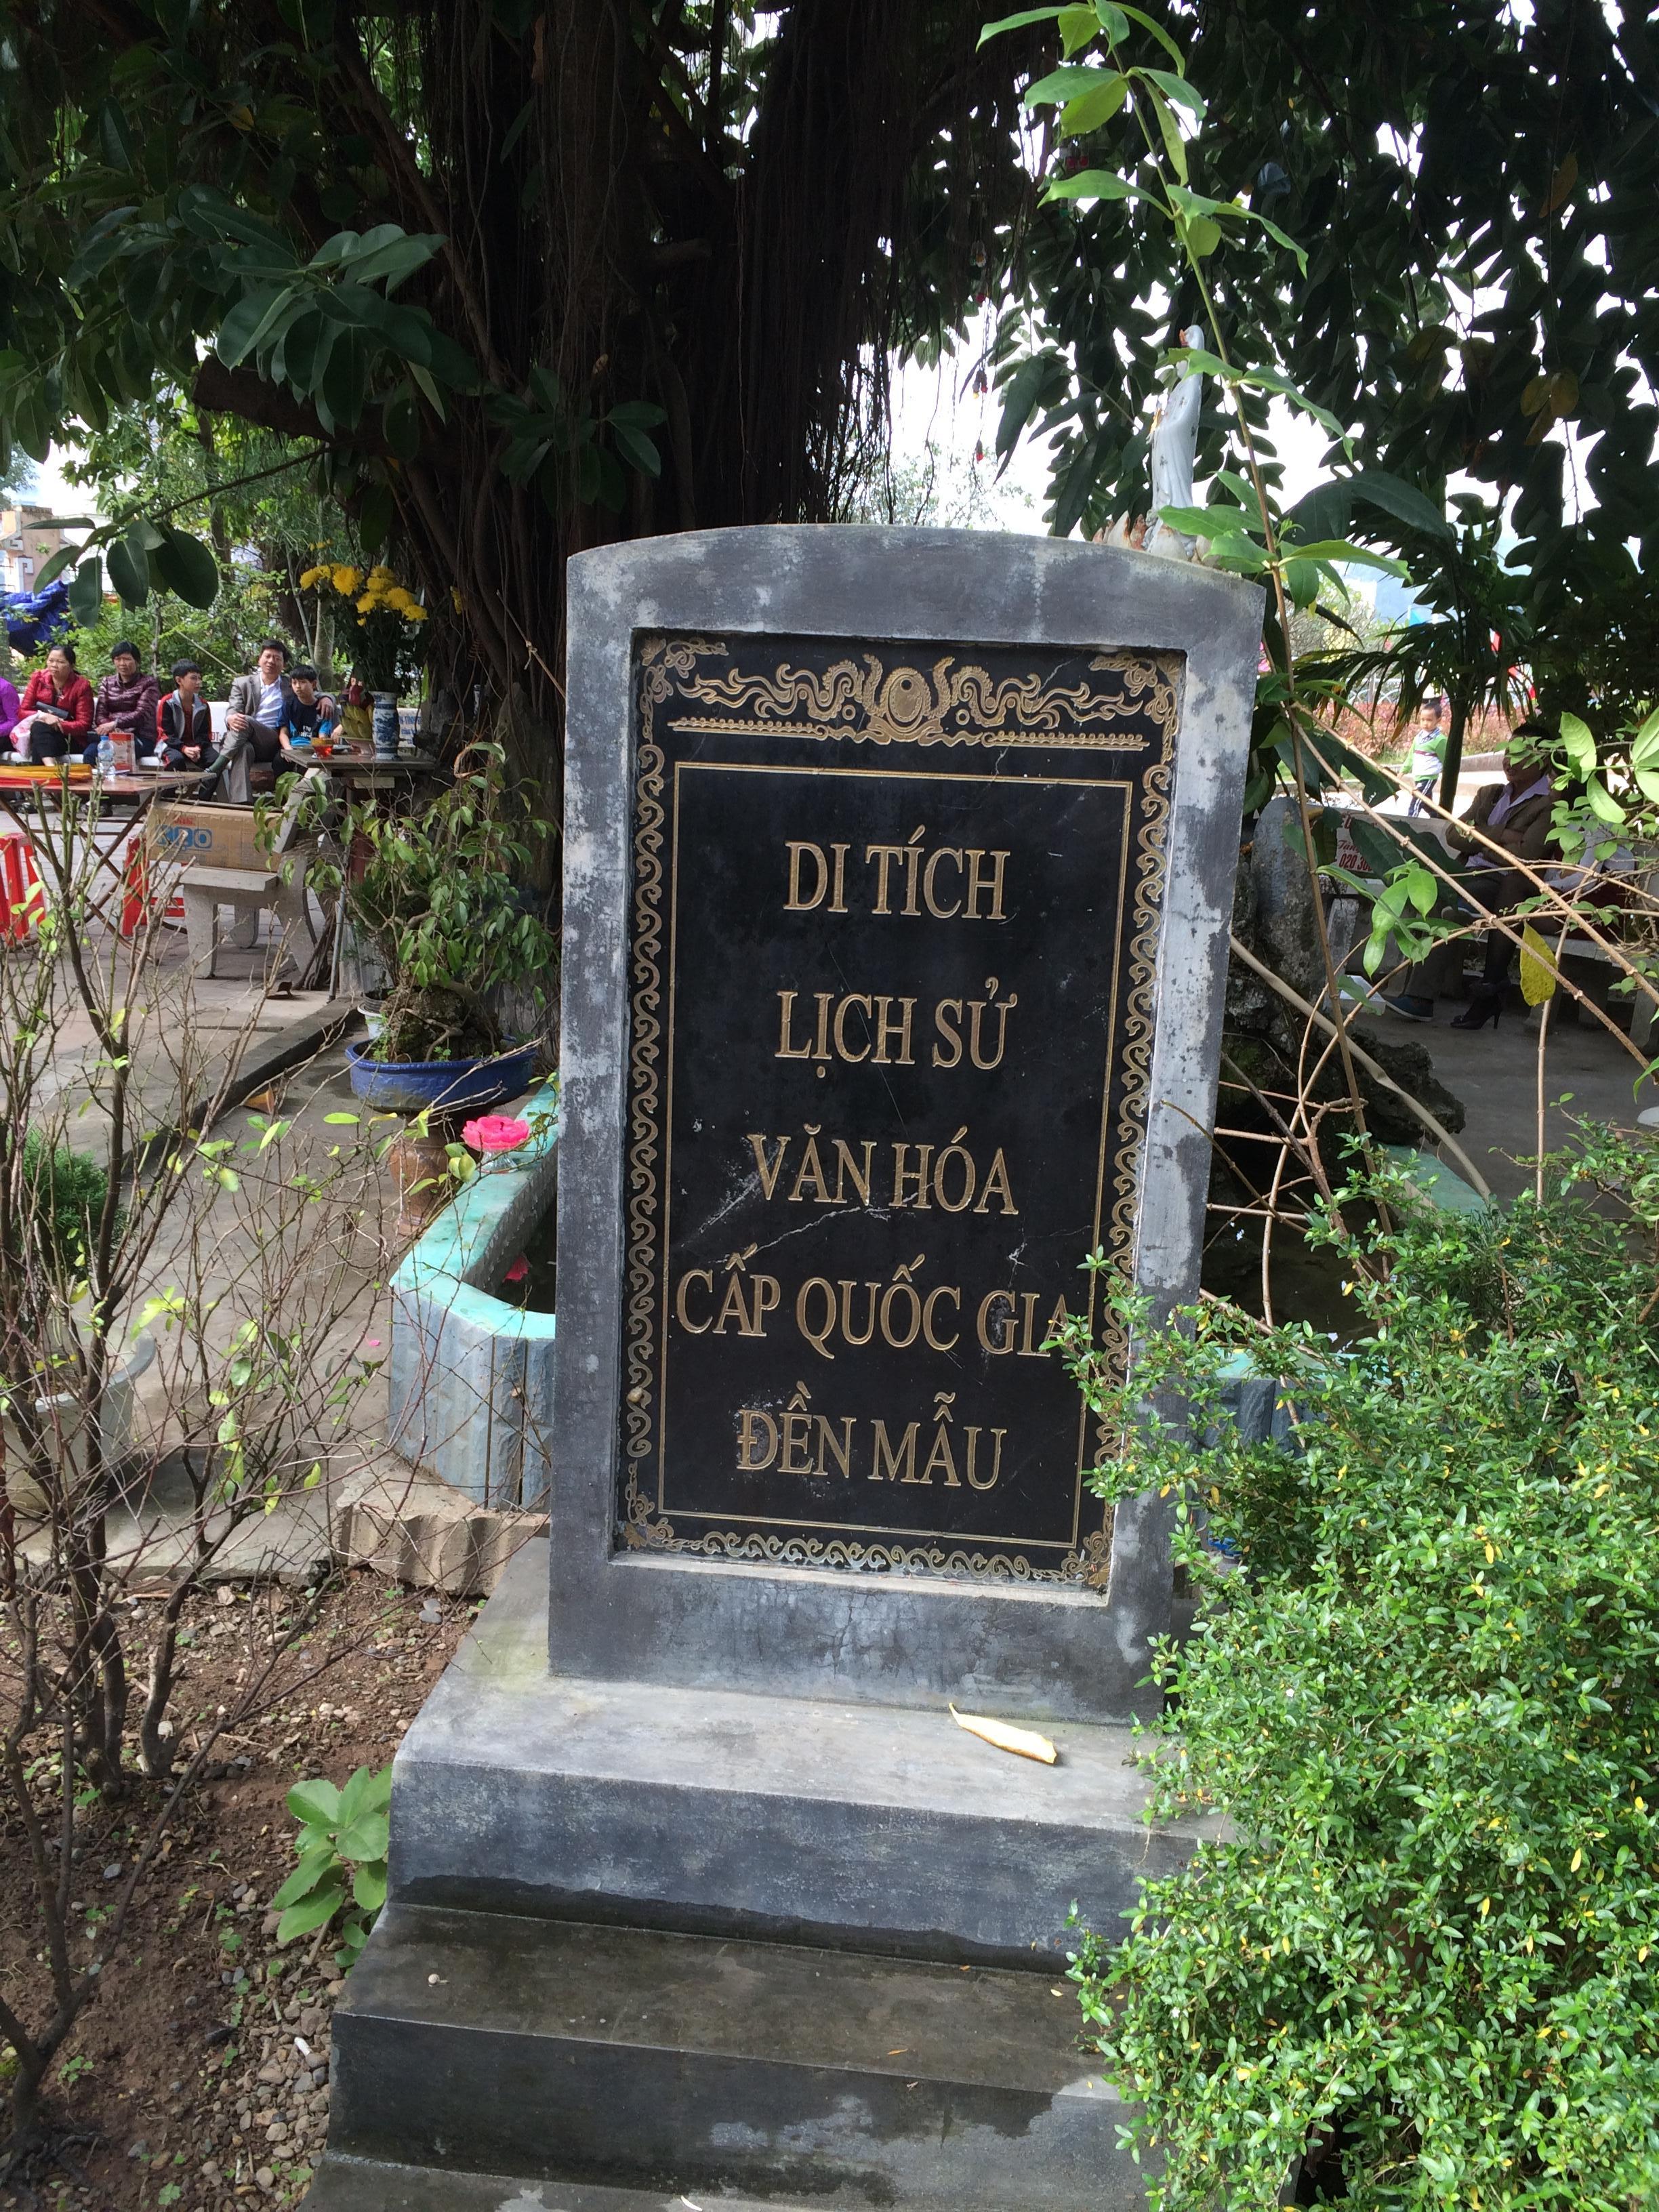 DI TÍCH
LỊCH SỬ
VĂN HÓA
CẤP QUỐC GIA
ĐỀN MẪU